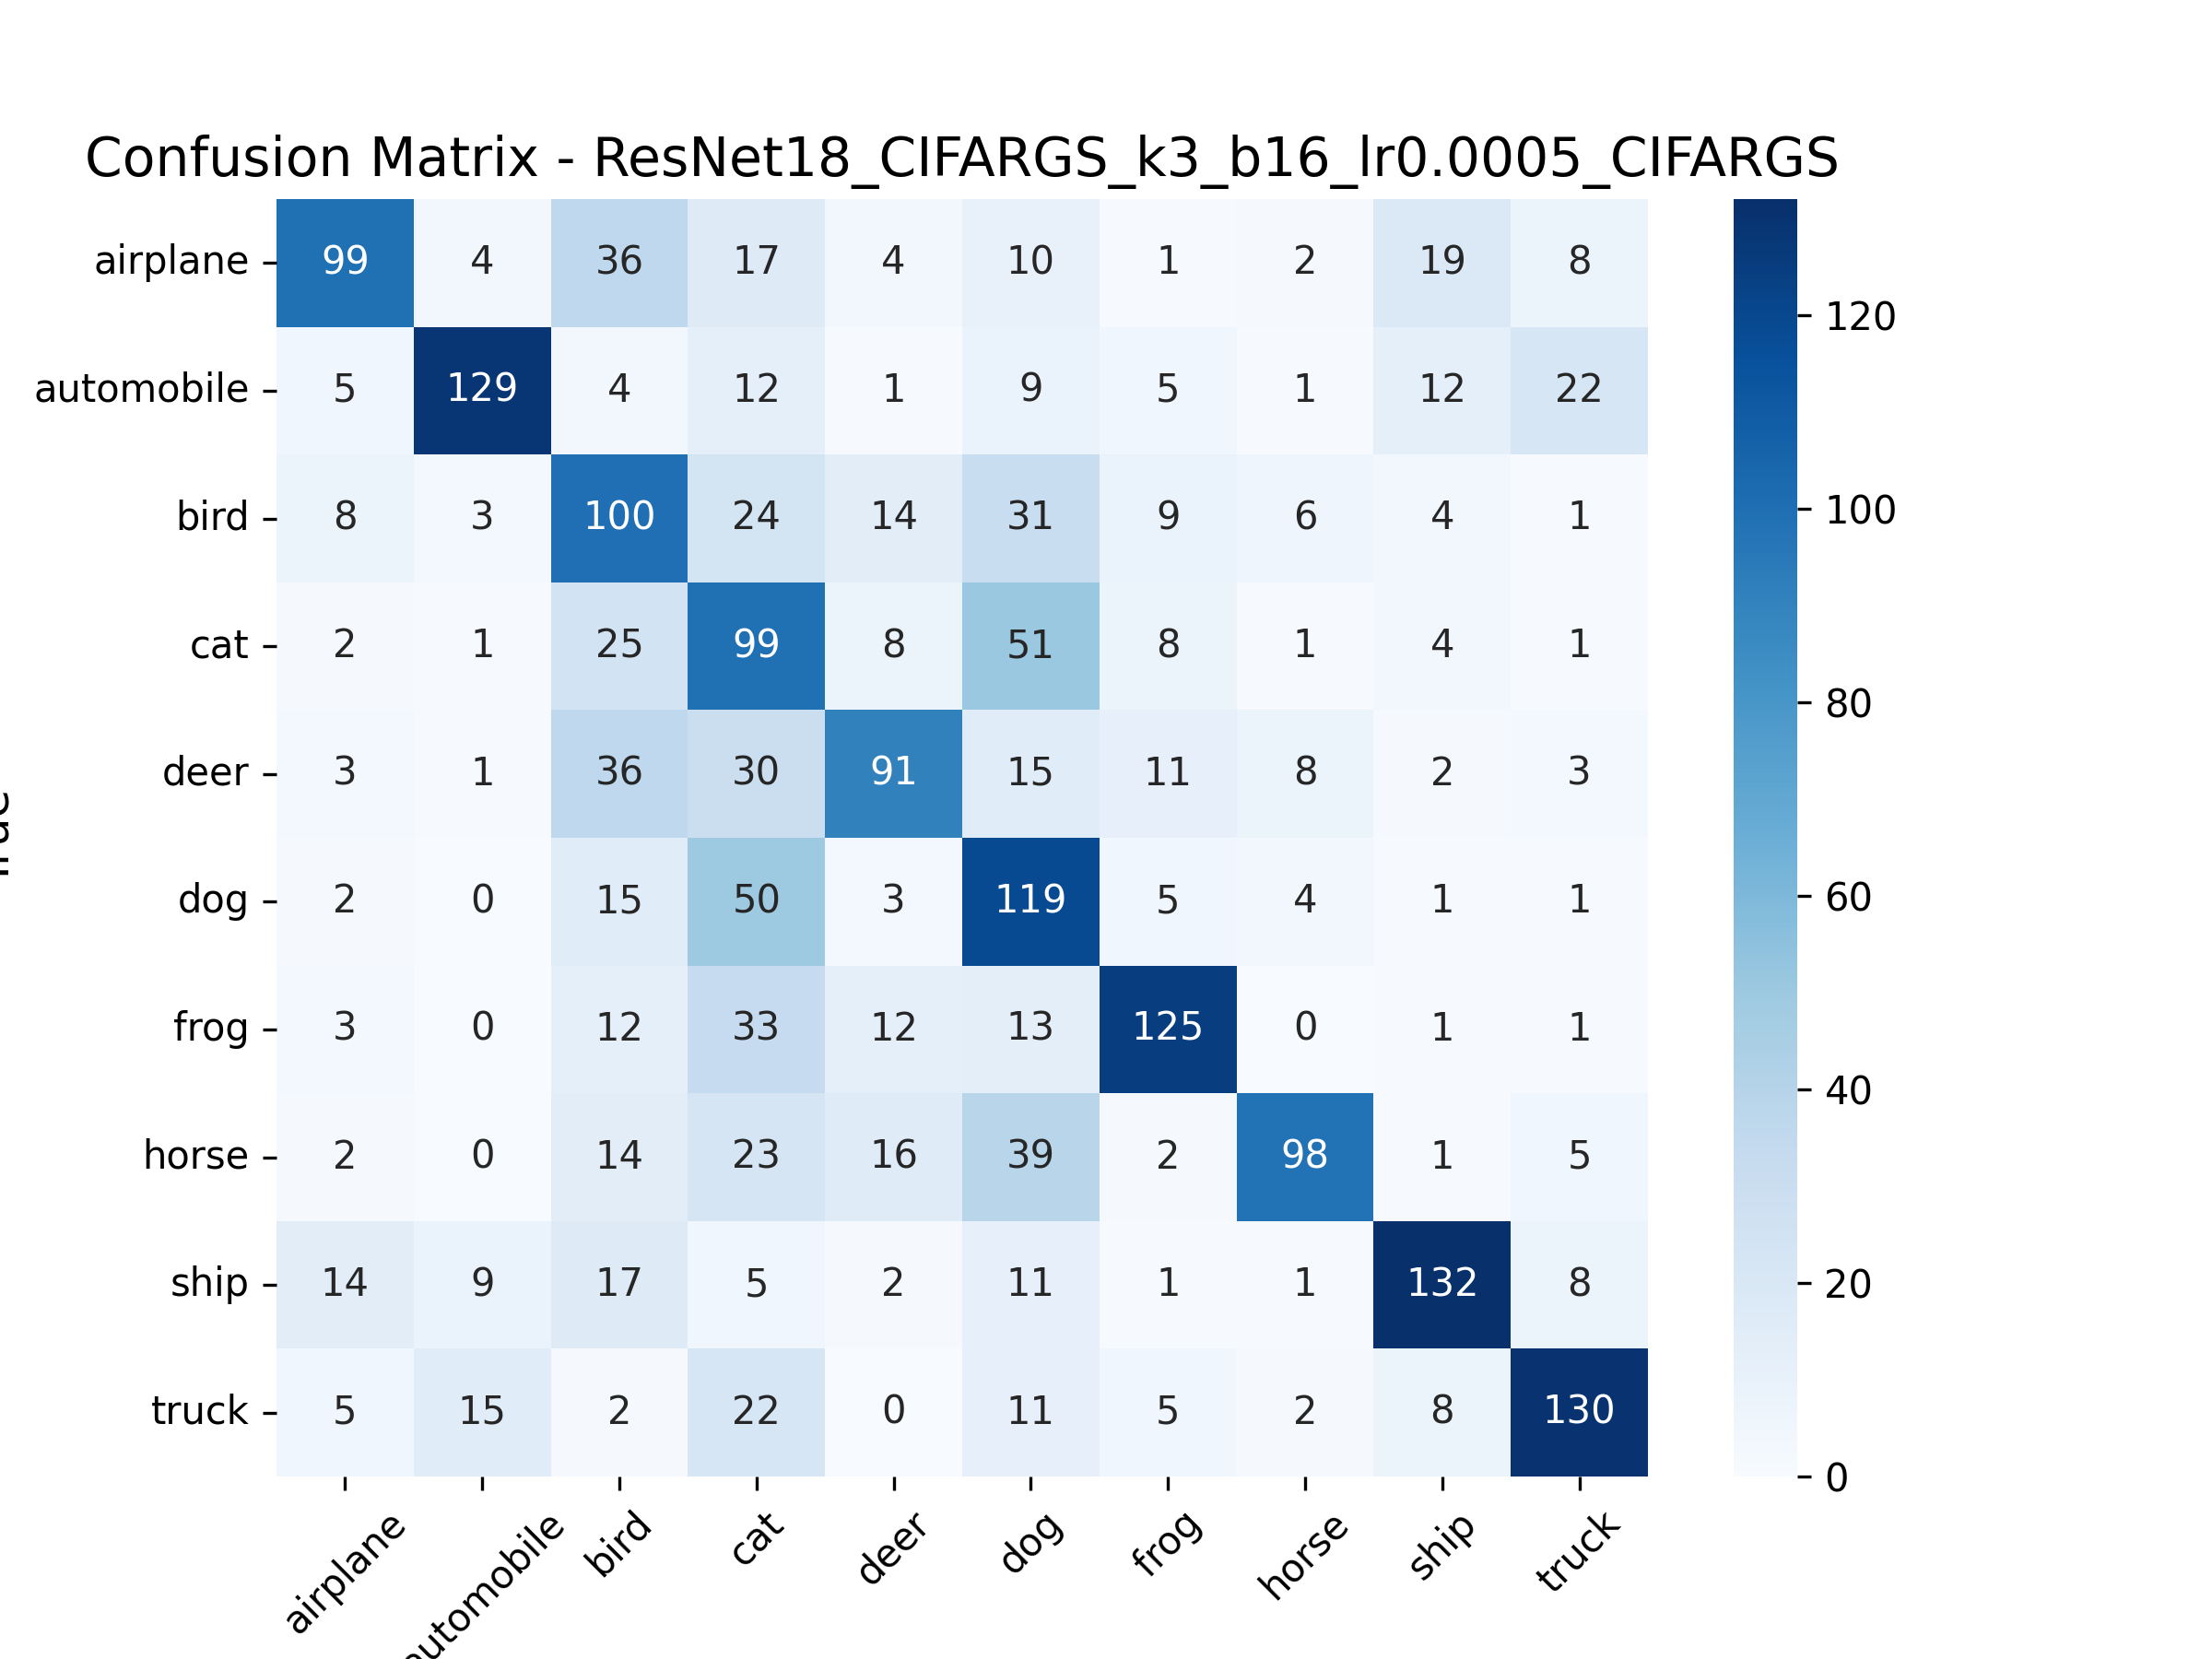 Confusion Matrix - ResNet18_CIFARGS_k3_b16_lr0.0005_CIFARGS
airplane 99 4 36 17 4 10 1 2 19 8
automobile 5 129 4 12 1 9 5 1 12 22
bird 8 3 100 24 14 31 9 6 4 1
cat 2 1 25 99 8 51 8 1 4 1
deer 3 1 36 30 91 15 11 8 2 3
dog 2 0 15 50 3 119 5 4 1 1
frog 3 0 12 33 12 13 125 0 1 1
horse 2 0 14 23 16 39 2 98 1 5
ship 14 9 17 5 2 11 1 1 132 8
truck 5 15 2 22 0 11 5 2 8 130
airplane automobile bird cat deer dog frog horse ship truck
120
100
80
60
40
20
0